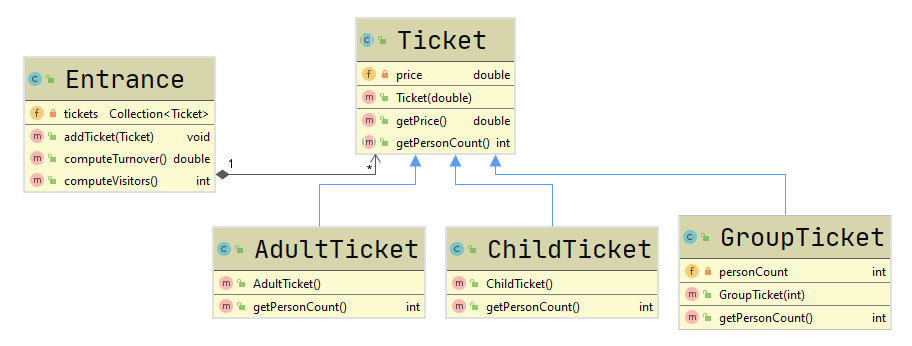 Entrance
f tickets Collection<Ticket>
m addTicket(Ticket) void
m computeTurnover() double
m computeVisitors() int
1
*
Ticket
f price double
m Ticket(double)
m getPrice() double
m getPersonCount() int
AdultTicket
m AdultTicket()
m getPersonCount() int
ChildTicket
m ChildTicket()
m getPersonCount() int
GroupTicket
f personCount int
m GroupTicket(int)
m getPersonCount() int